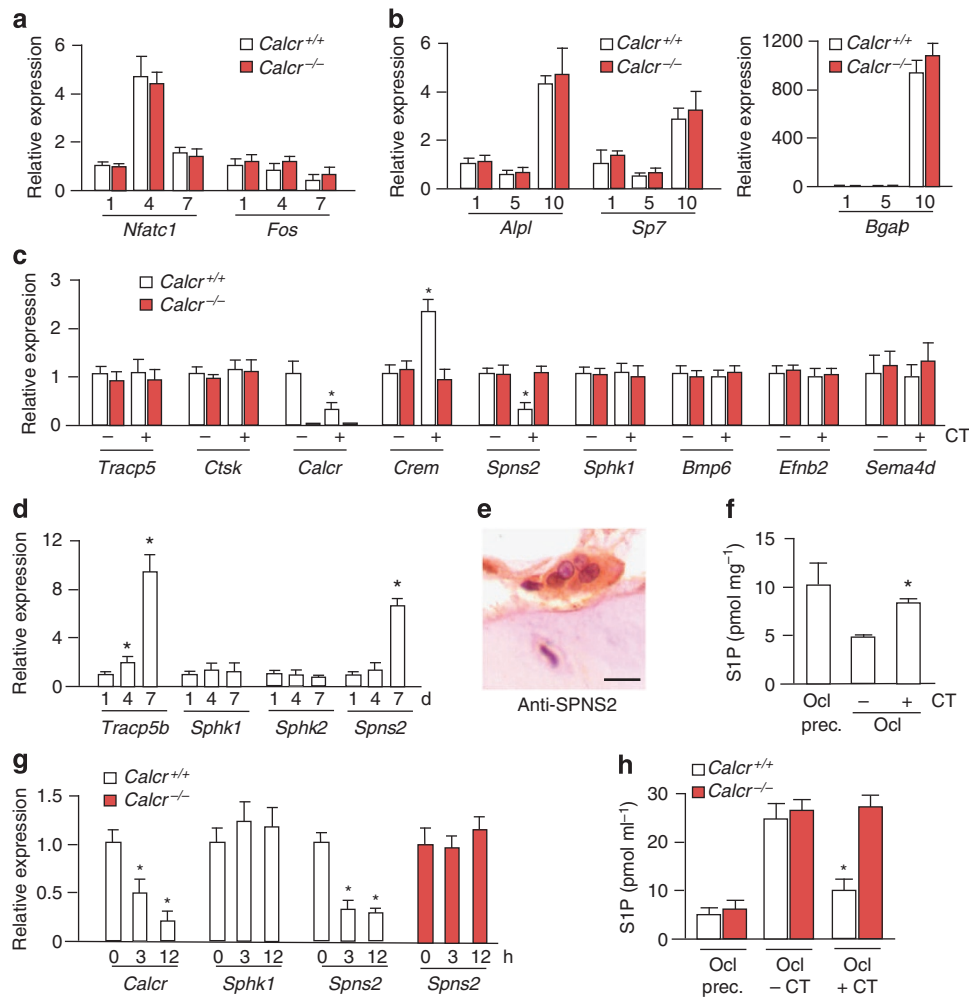 a
Relative expression
6
4
2
0
Calcr+/+
Calcr–/–
1 4 7 1 4 7
Nfatc1 Fos
b
Relative expression
6
4
2
0
Calcr+/+
Calcr–/–
1 5 10 1 5 10
Alpl Sp7
Relative expression
1200
800
400
0
Calcr+/+
Calcr–/–
1 5 10
Bgaþ
c
Relative expression
3
2
1
0
Calcr+/+
Calcr–/–
* * *
– + – + – + – + – + – + – + – + – + CT
Tracp5 Ctsk Calcr Crem Spns2 Sphk1 Bmp6 Efnb2 Sema4d
d
Relative expression
12
8
4
0
* * *
1 4 7 1 4 7 1 4 7 1 4 7 d
Tracp5b Sphk1 Sphk2 Spns2
e
Anti-SPNS2
f
S1P (pmol mg–1)
15
10
5
0
*
Ocl – + CT
prec. Ocl
g
Relative expression
1.5
1.0
0.5
0
Calcr+/+
Calcr–/–
* * * *
0 3 12 0 3 12 0 3 12 0 3 12 h
Calcr Sphk1 Spns2 Spns2
h
S1P (pmol ml–1)
30
20
10
0
Calcr+/+
Calcr–/–
*
Ocl Ocl Ocl
prec. – CT + CT